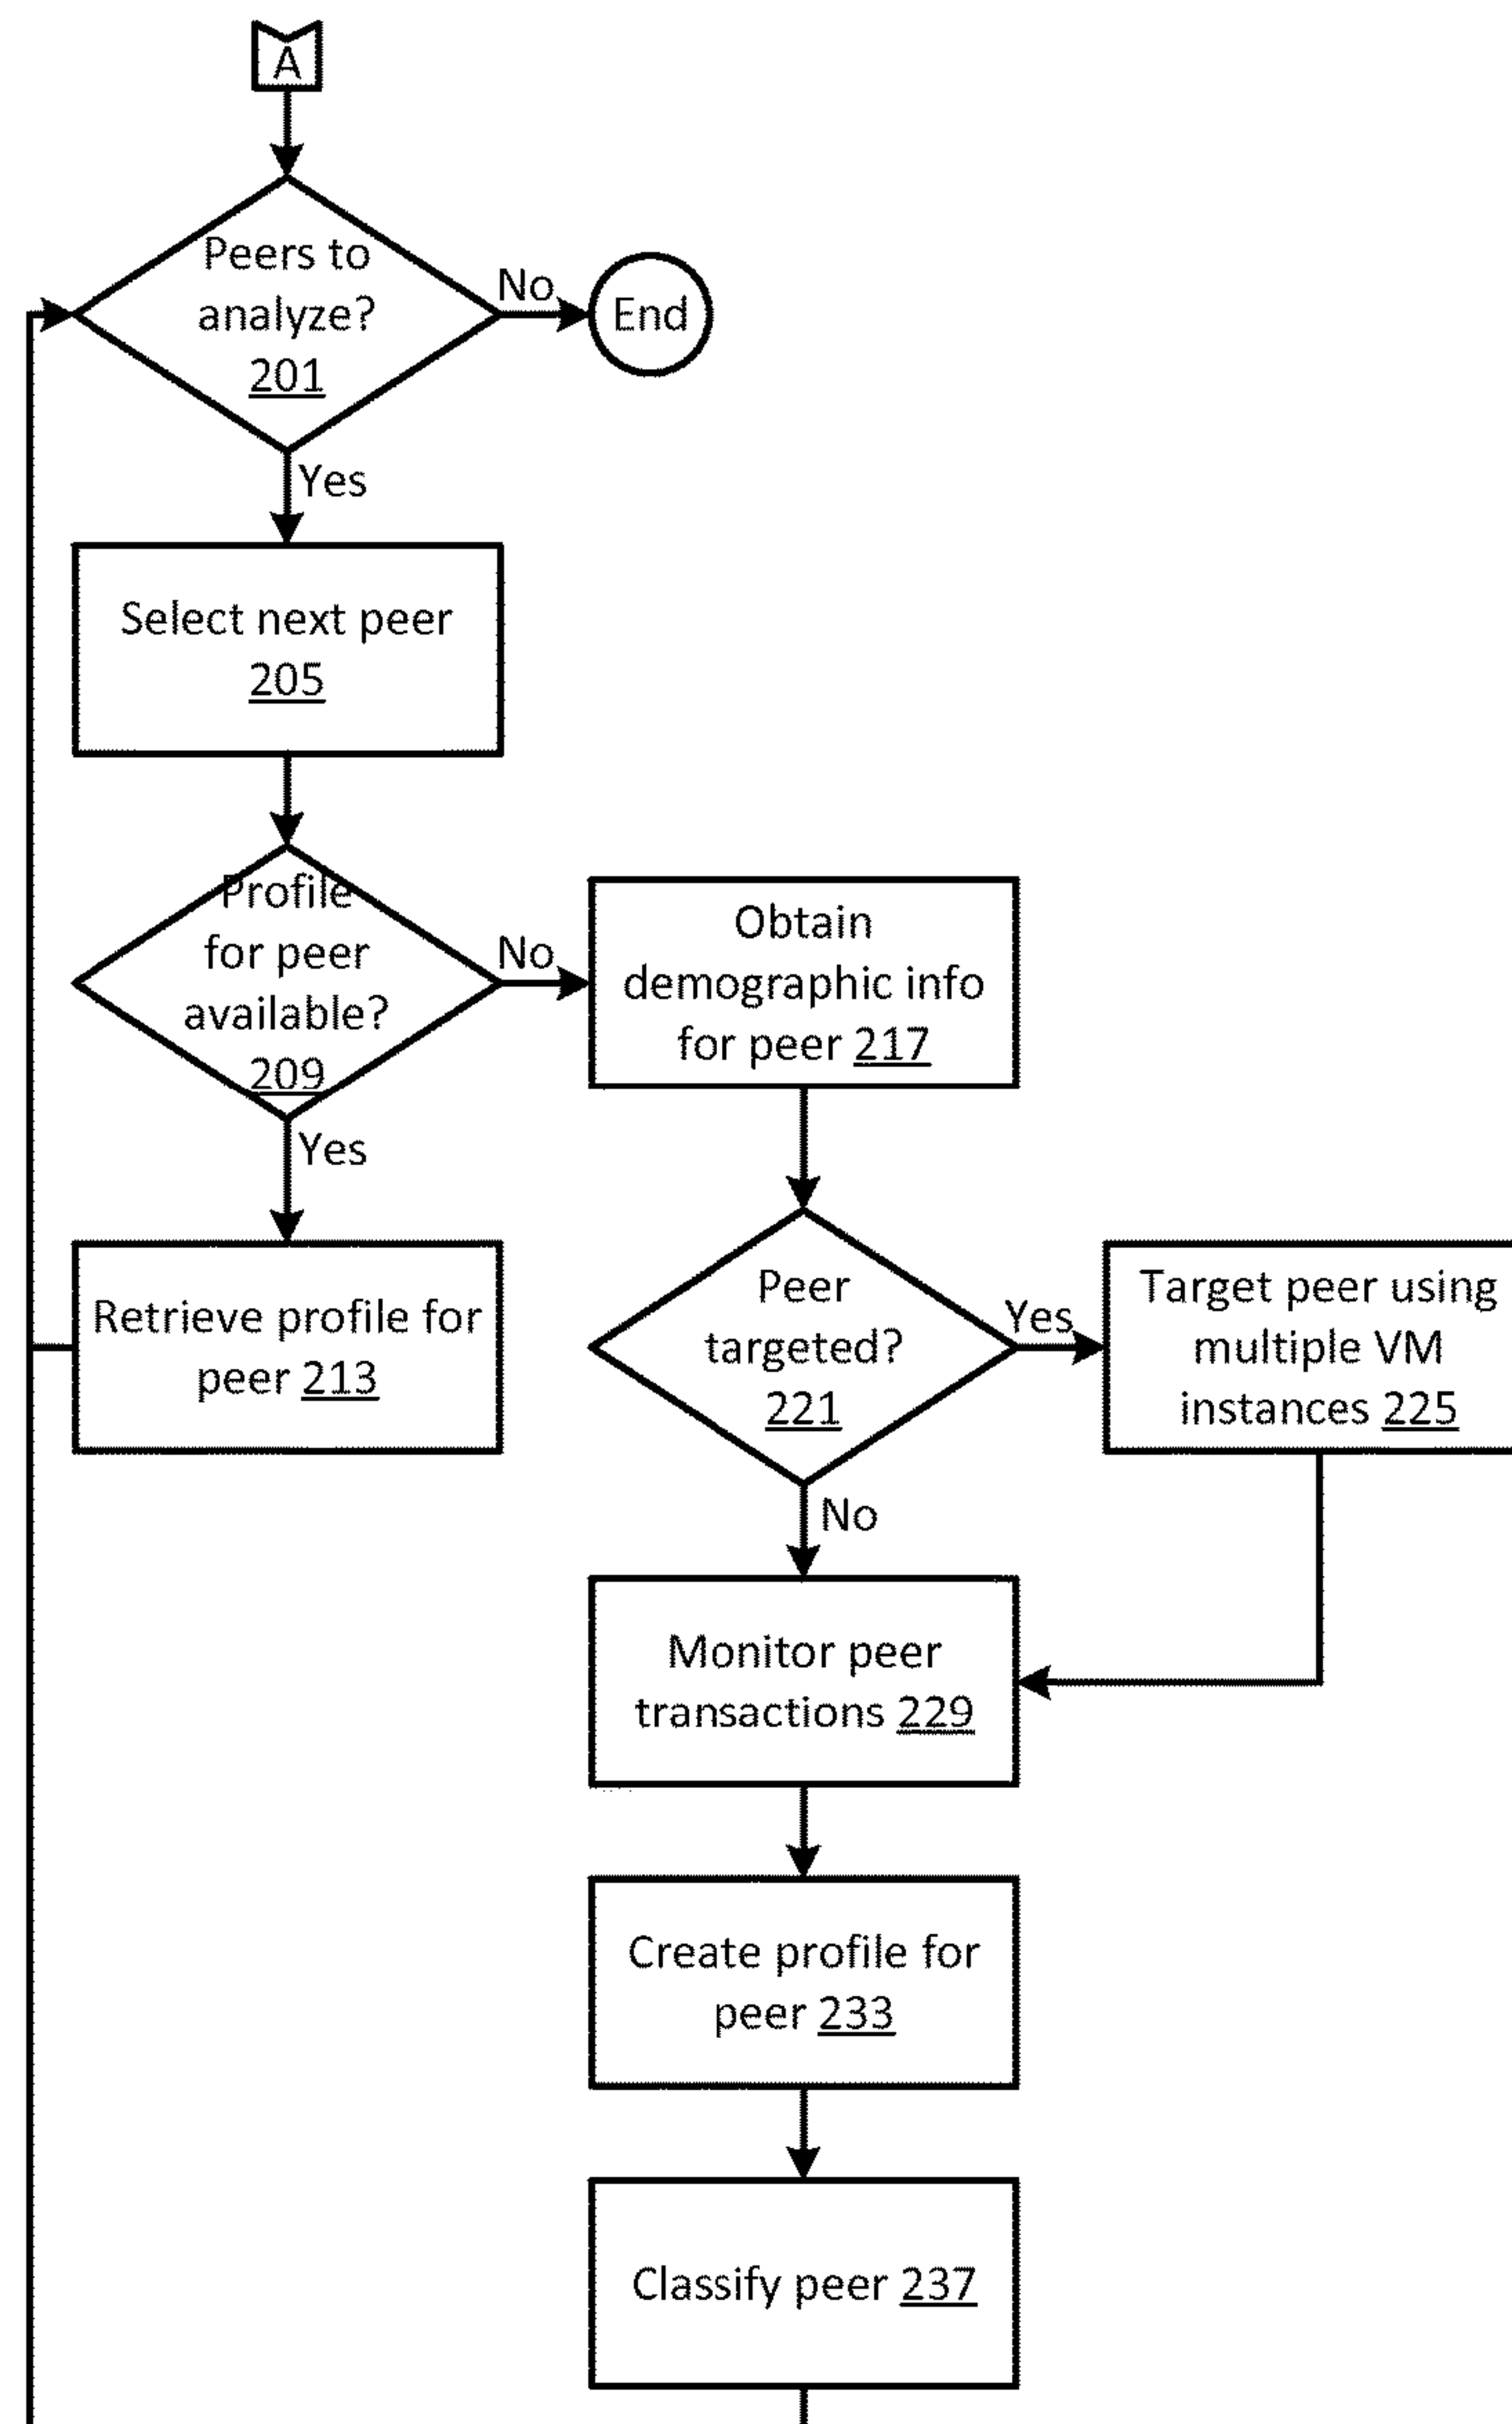 A
Peers to
analyze?
201
No
End
Yes
Select next peer
205
Profile
for peer
available?
209
No
Obtain
demographic info
for peer 217
Yes
Retrieve profile for
peer 213
Peer
targeted?
221
Yes
Target peer using
multiple VM
instances 225
No
Monitor peer
transactions 229
Create profile for
peer 233
Classify peer 237